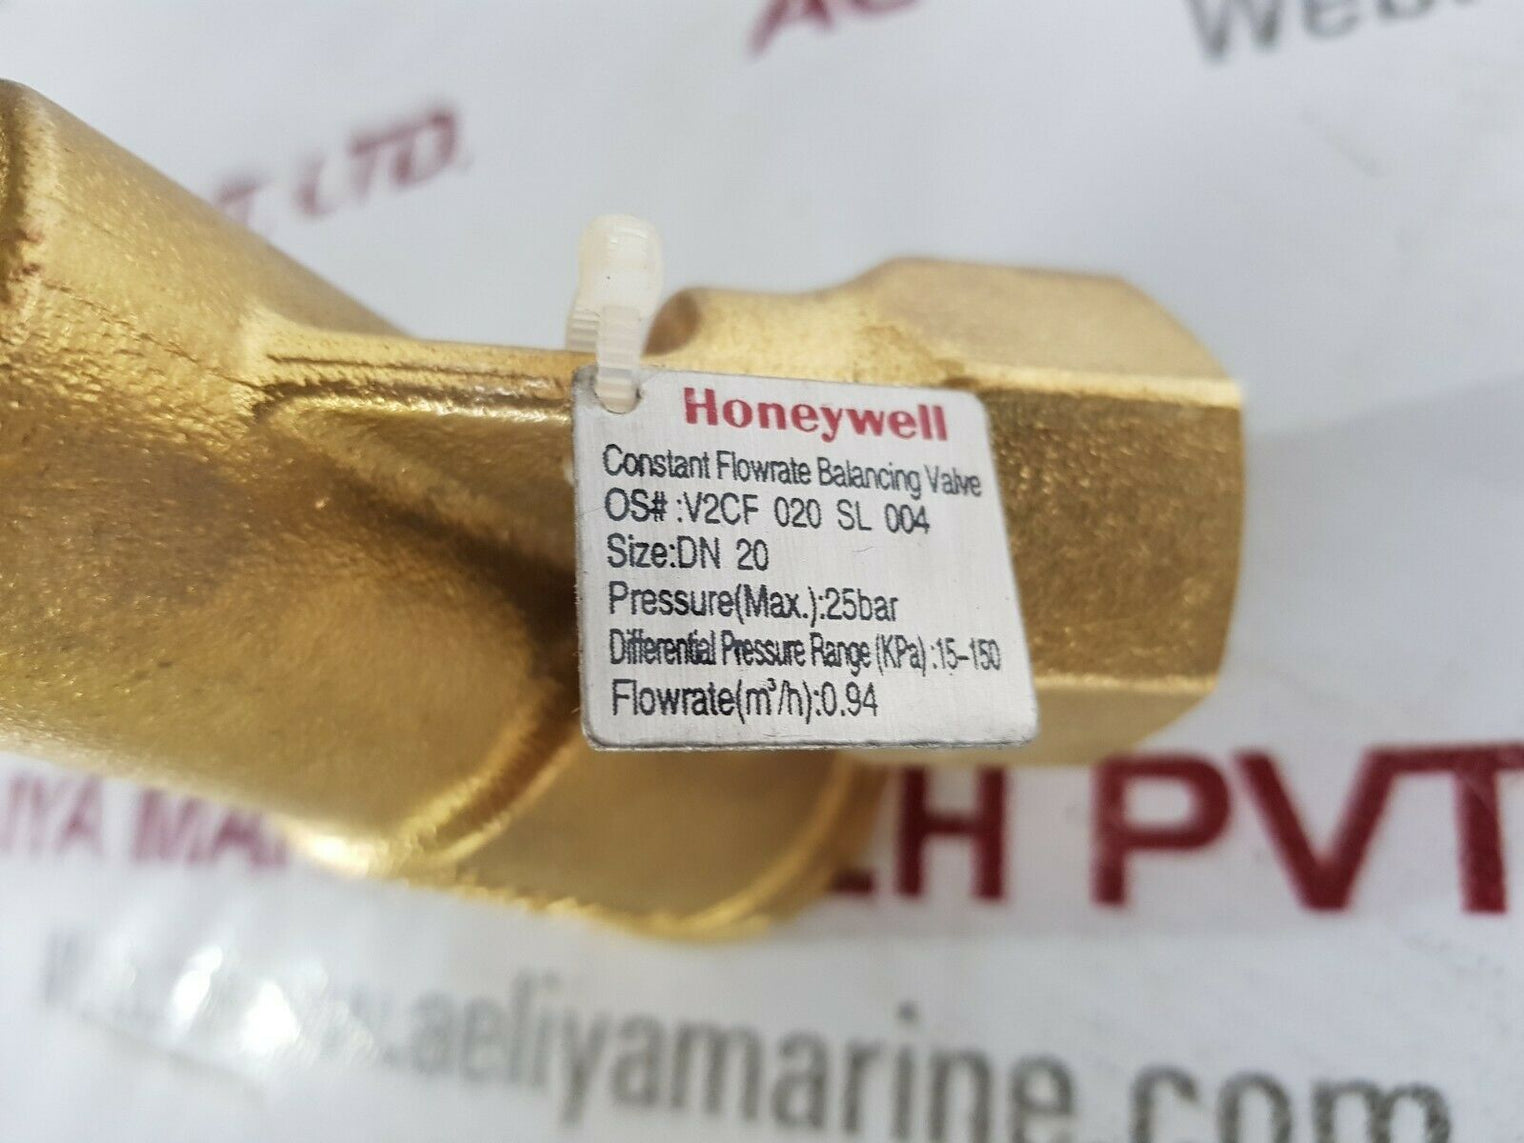 Web
LTD.
Honeywell
Constant Flowrate Balancing Valve
OS# :V2CF 020 SL 004
Size:DN 20
Pressure(Max.):25bar
Differential Pressure Range (KPa) :15-150
Flowrate(m³/h):0.94
PVT
.aeliyamarine.com